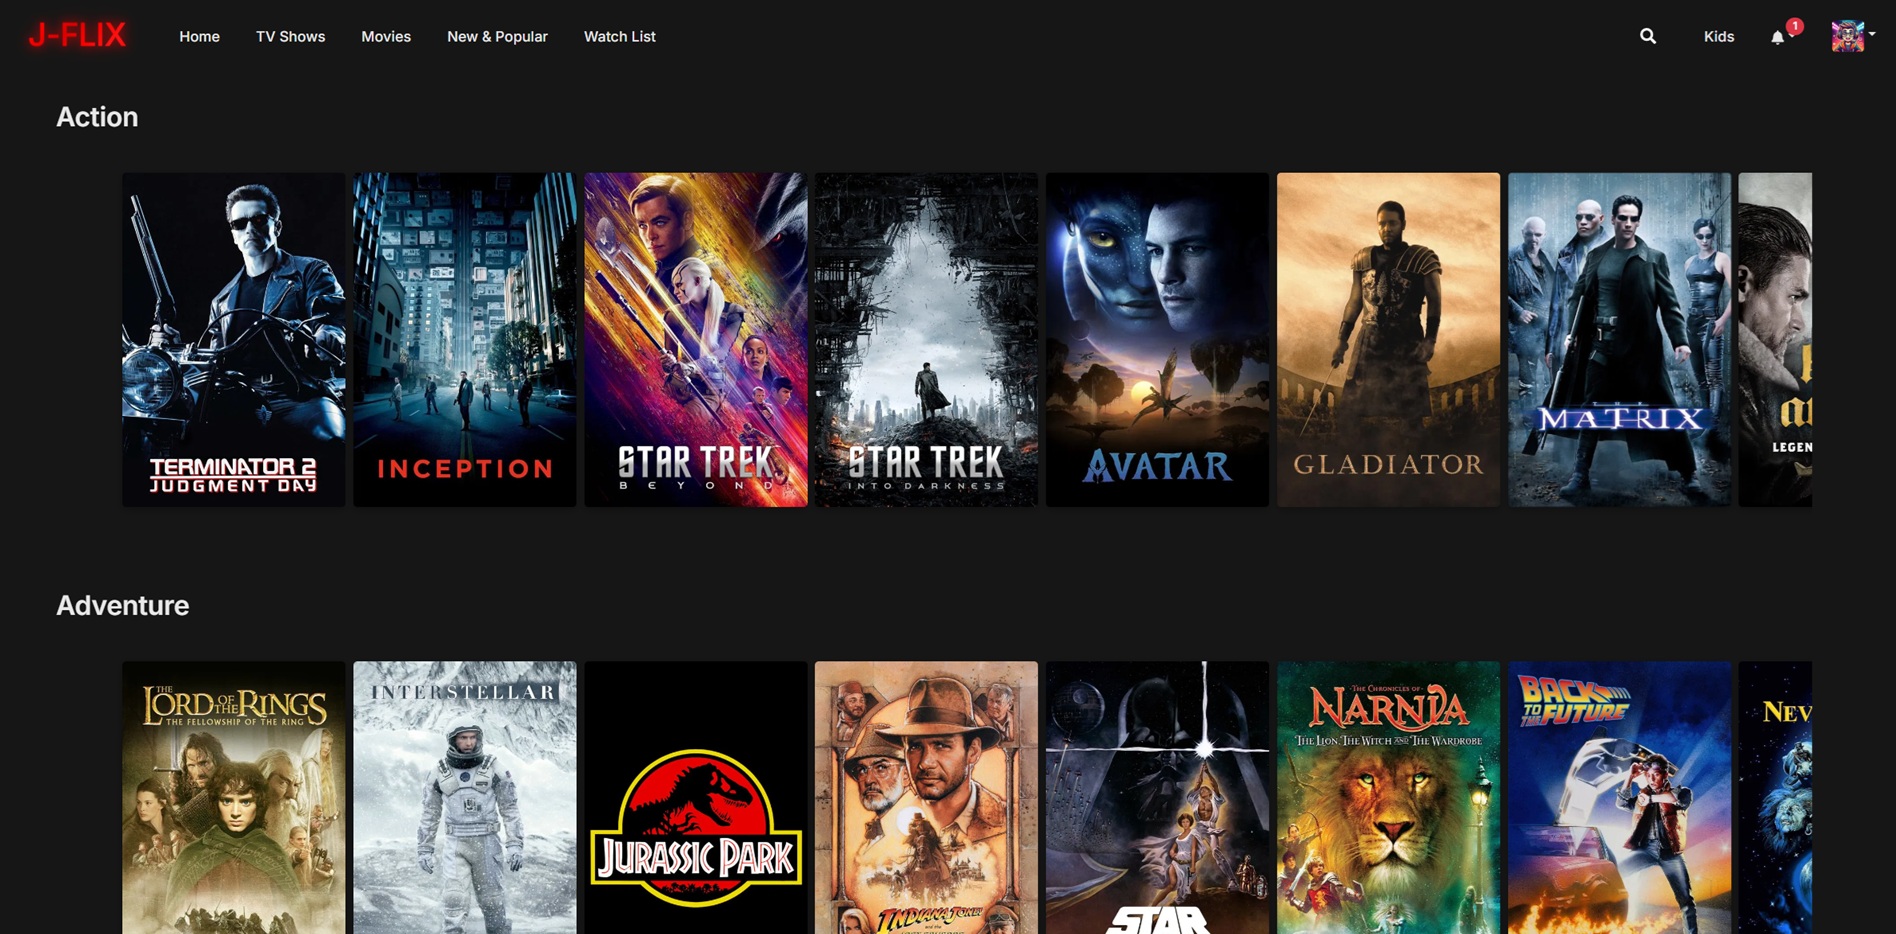 J-FLIX
Home
TV Shows
Movies
New & Popular
Watch List
Kids
1
Action
TERMINATOR 2
JUDGMENT DAY
INCEPTION
STAR TREK
BEYOND
STAR TREK
INTO DARKNESS
AVATAR
GLADIATOR
THE
MATRIX
LEGEN
Adventure
THE
LORD OF THE RINGS
THE FELLOWSHIP OF THE RING
INTERSTELLAR
JURASSIC PARK
INDIANA JONES
and the
STAR
THE CHRONICLES OF
NARNIA
THE LION, THE WITCH AND THE WARDROBE
BACK
TO THE FUTURE
NEV